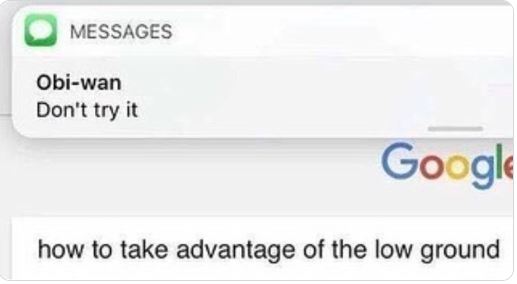 MESSAGES
Obi-wan
Don't try it
Google
how to take advantage of the low ground